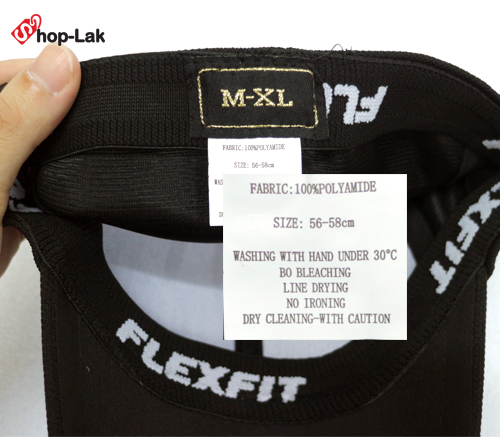 Shop-Lak
M-XL
FLEXFIT
FABRIC:100%POLYAMIDE
SIZE: 56-58cm
FABRIC:100%POLYAMIDE
SIZE: 56-58cm
WASHING WITH HAND UNDER 30°C
BO BLEACHING
LINE DRYING
NO IRONING
DRY CLEANING-WITH CAUTION
FLEXFIT